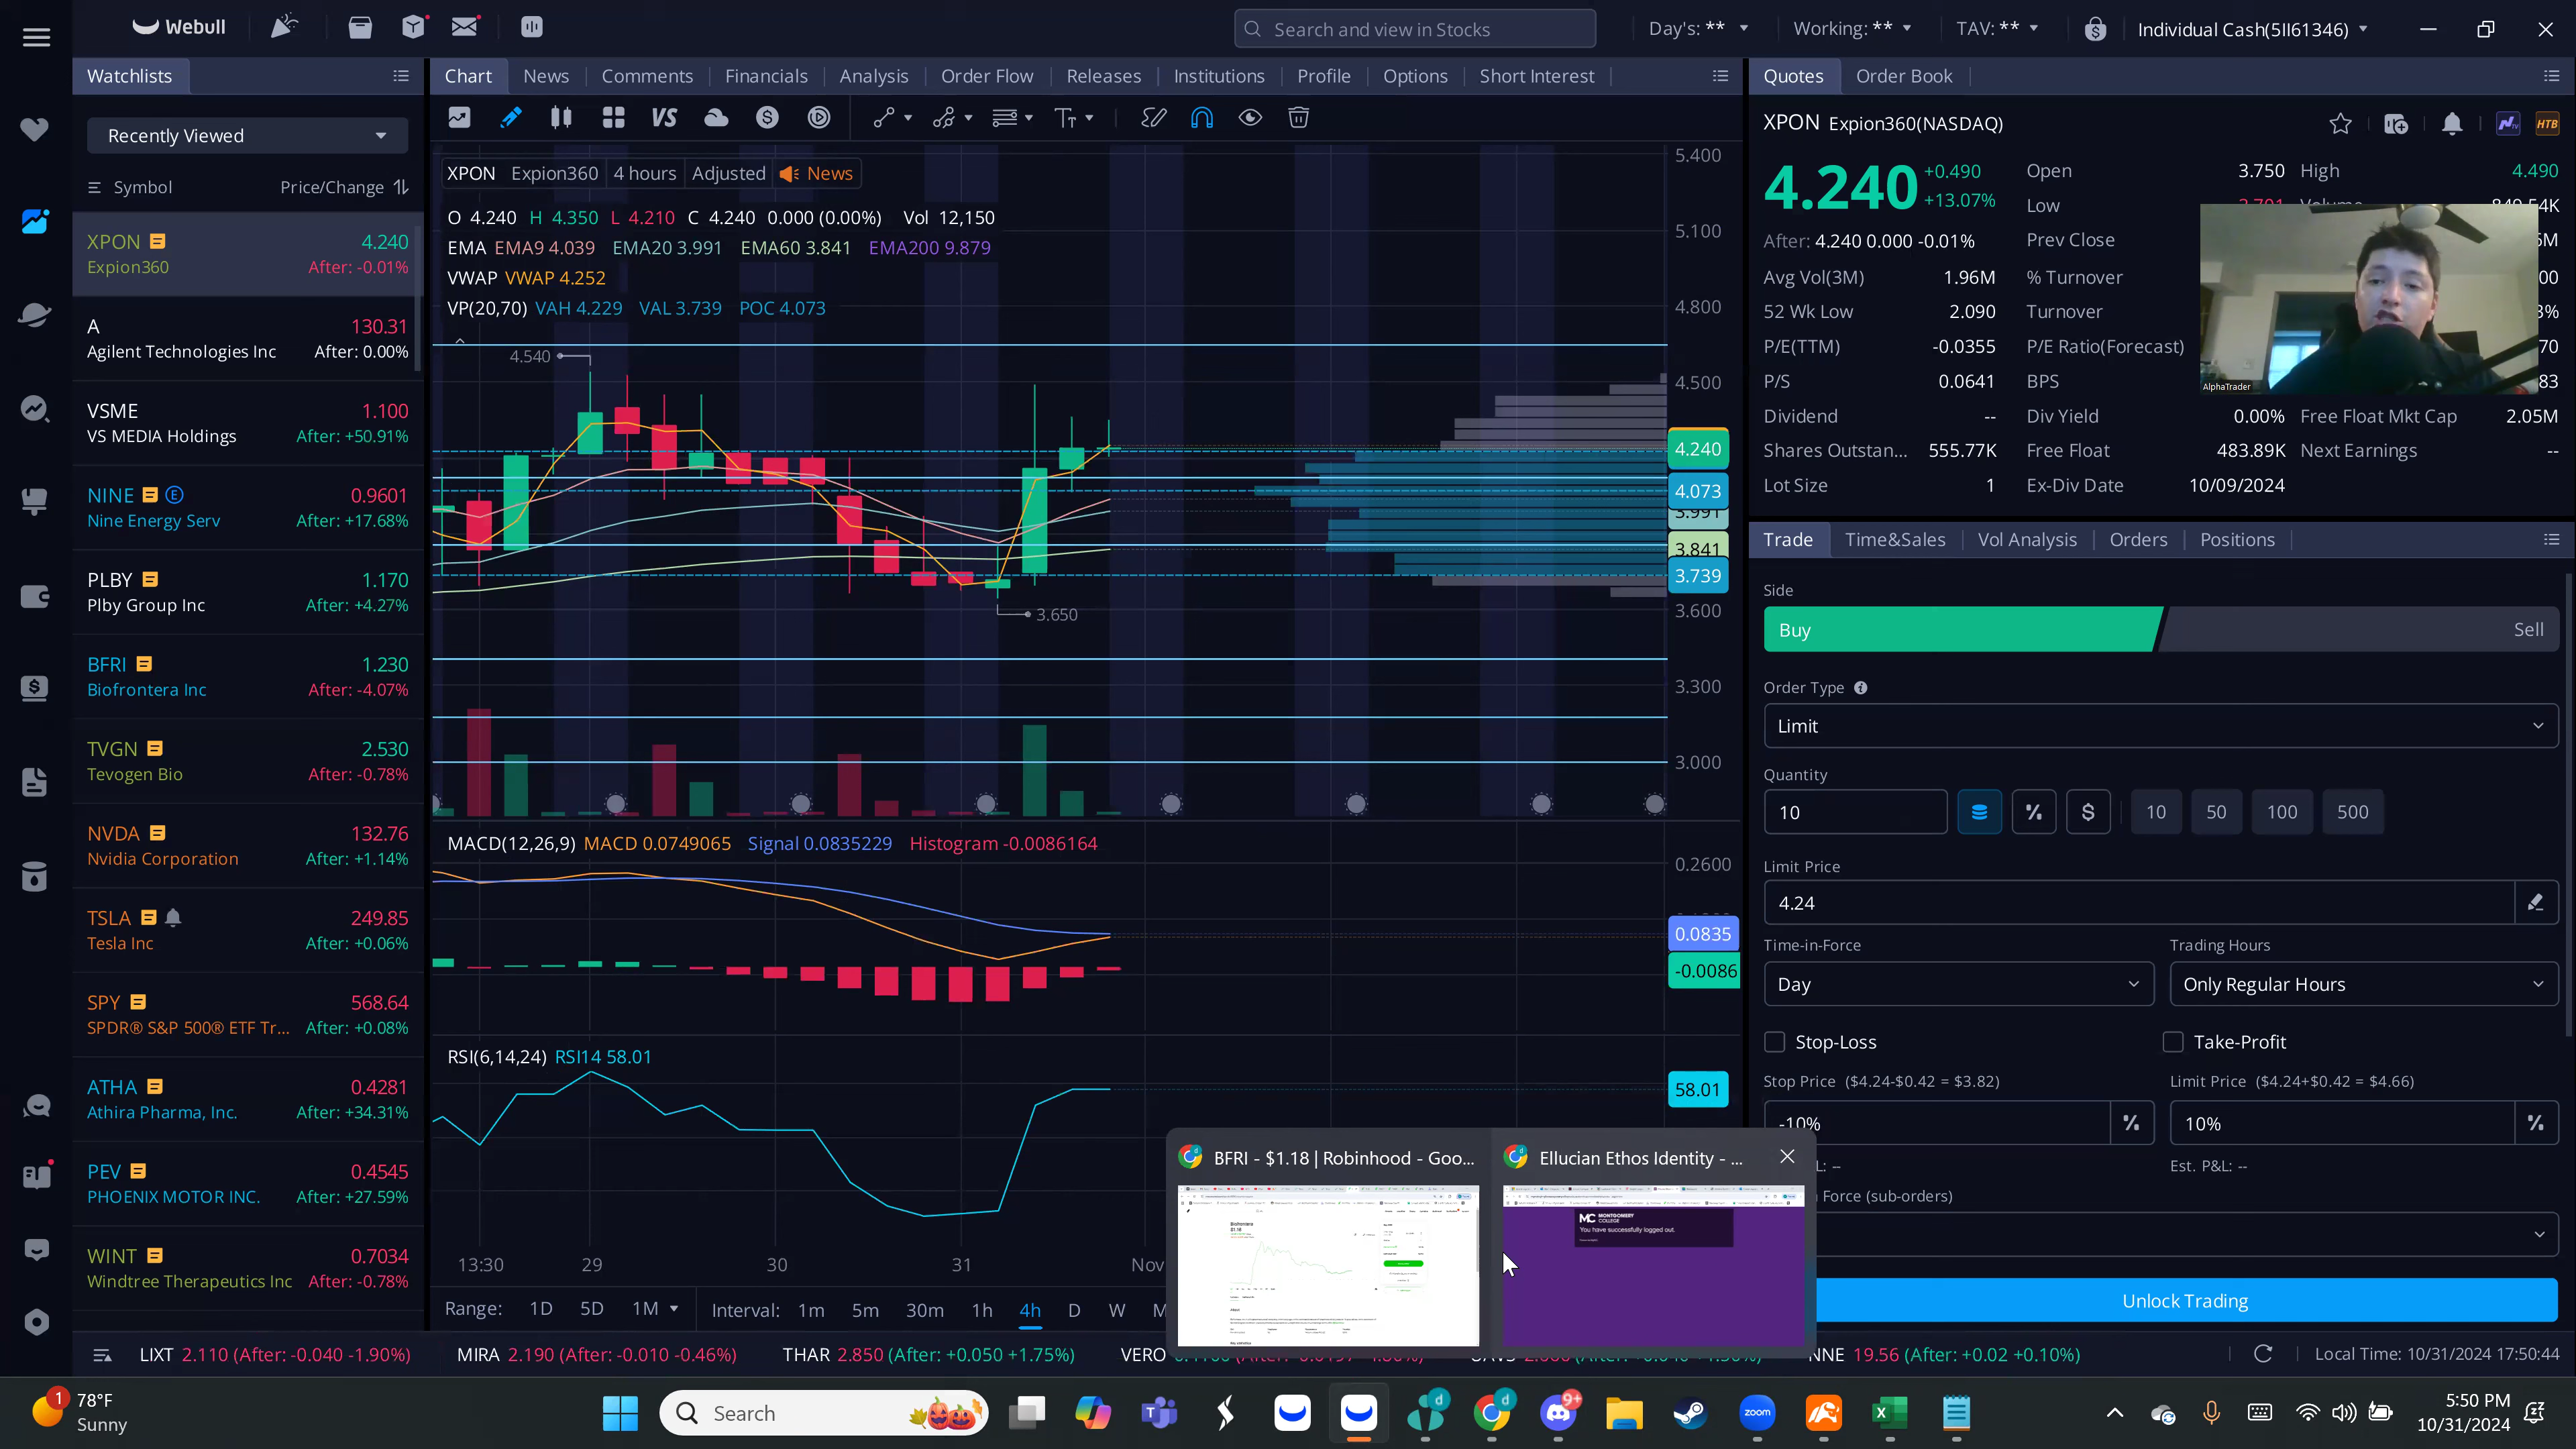 Webull
Search and view in Stocks
Day's: **
Working: **
TAV: **
Individual Cash(5II61346)
Watchlists
Chart
News
Comments
Financials
Analysis
Order Flow
Releases
Institutions
Profile
Options
Short Interest
Quotes
Order Book
Recently Viewed
Symbol
Price/Change
XPON
4.240
Expion360
After: -0.01%
A
130.31
Agilent Technologies Inc
After: 0.00%
VSME
1.100
VS MEDIA Holdings
After: +50.91%
NINE
E
0.9601
Nine Energy Serv
After: +17.68%
PLBY
1.170
Plby Group Inc
After: +4.27%
BFRI
1.230
Biofrontera Inc
After: -4.07%
TVGN
2.530
Tevogen Bio
After: -0.78%
NVDA
132.76
Nvidia Corporation
After: +1.14%
TSLA
249.85
Tesla Inc
After: +0.06%
SPY
568.64
SPDR® S&P 500® ETF Tr...
After: +0.08%
ATHA
0.4281
Athira Pharma, Inc.
After: +34.31%
PEV
0.4545
PHOENIX MOTOR INC.
After: +27.59%
WINT
0.7034
Windtree Therapeutics Inc
After: -0.78%
VS
XPON Expion360 4 hours Adjusted News
O 4.240 H 4.350 L 4.210 C 4.240 0.000 (0.00%) Vol 12,150
EMA EMA9 4.039 EMA20 3.991 EMA60 3.841 EMA200 9.879
VWAP VWAP 4.252
VP(20,70) VAH 4.229 VAL 3.739 POC 4.073
4.540
3.650
5.400
5.100
4.800
4.500
4.240
4.073
3.991
3.841
3.739
3.600
3.300
3.000
MACD(12,26,9) MACD 0.0749065 Signal 0.0835229 Histogram -0.0086164
0.2600
0.0835
-0.0086
RSI(6,14,24) RSI14 58.01
58.01
13:30
29
30
31
Nov
Range: 1D 5D 1M
Interval: 1m 5m 30m 1h 4h D W M
XPON Expion360(NASDAQ)
HTB
4.240
+0.490
+13.07%
After: 4.240 0.000 -0.01%
Open 3.750
High 4.490
Low 3.701
Volume 849.54K
Prev Close
Avg Vol(3M) 1.96M
% Turnover
52 Wk Low 2.090
Turnover
P/E(TTM) -0.0355
P/E Ratio(Forecast)
70
P/S 0.0641
BPS
83
AlphaTrader
Dividend --
Div Yield 0.00%
Free Float Mkt Cap 2.05M
Shares Outstan... 555.77K
Free Float 483.89K
Next Earnings --
Lot Size 1
Ex-Div Date 10/09/2024
Trade
Time&Sales
Vol Analysis
Orders
Positions
Side
Buy
Sell
Order Type
Limit
Quantity
10
%
$
10
50
100
500
Limit Price
4.24
Time-in-Force
Trading Hours
Day
Only Regular Hours
Stop-Loss
Take-Profit
Stop Price ($4.24-$0.42 = $3.82)
Limit Price ($4.24+$0.42 = $4.66)
-10%
%
10%
%
L: --
Est. P&L: --
Force (sub-orders)
Unlock Trading
BFRI - $1.18 | Robinhood - Goo...
Ellucian Ethos Identity - ...
MC MONTGOMERY COLLEGE
You have successfully logged out.
LIXT 2.110 (After: -0.040 -1.90%)
MIRA 2.190 (After: -0.010 -0.46%)
THAR 2.850 (After: +0.050 +1.75%)
VERO
NNE 19.56 (After: +0.02 +0.10%)
Local Time: 10/31/2024 17:50:44
1
78°F
Sunny
Search
zoom
9+
5:50 PM
10/31/2024